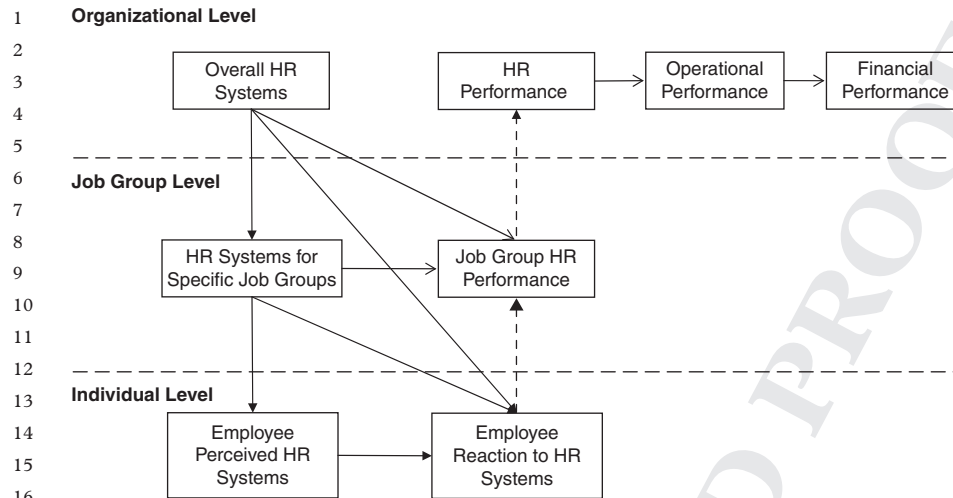 1 Organizational Level
2
3
4
5
6
7
8
9
10
11
12
13
14
15
16
Overall HR
Systems
HR
Performance
Operational
Performance
Financial
Performance
Job Group Level
HR Systems for
Specific Job Groups
Job Group HR
Performance
Individual Level
Employee
Perceived HR
Systems
Employee
Reaction to HR
Systems
D PROO